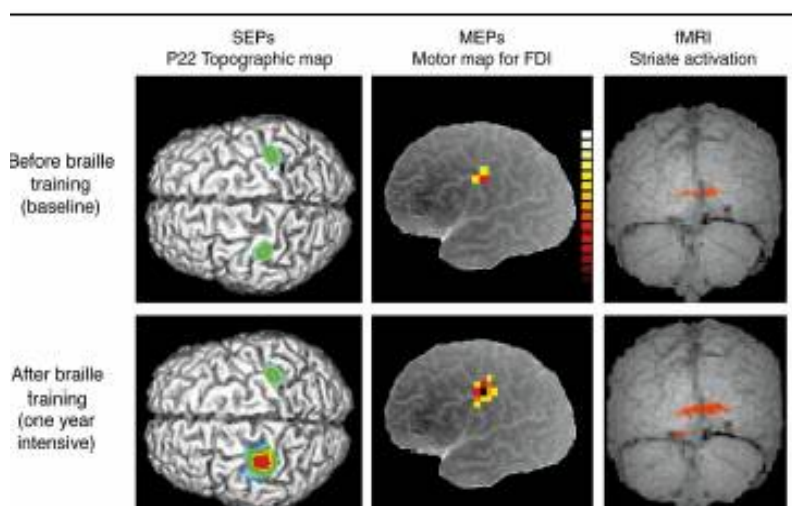 SEPs
P22 Topographic map
MEPs
Motor map for FDI
fMRI
Striate activation
Before braille
training
(baseline)
After braille
training
(one year
intensive)